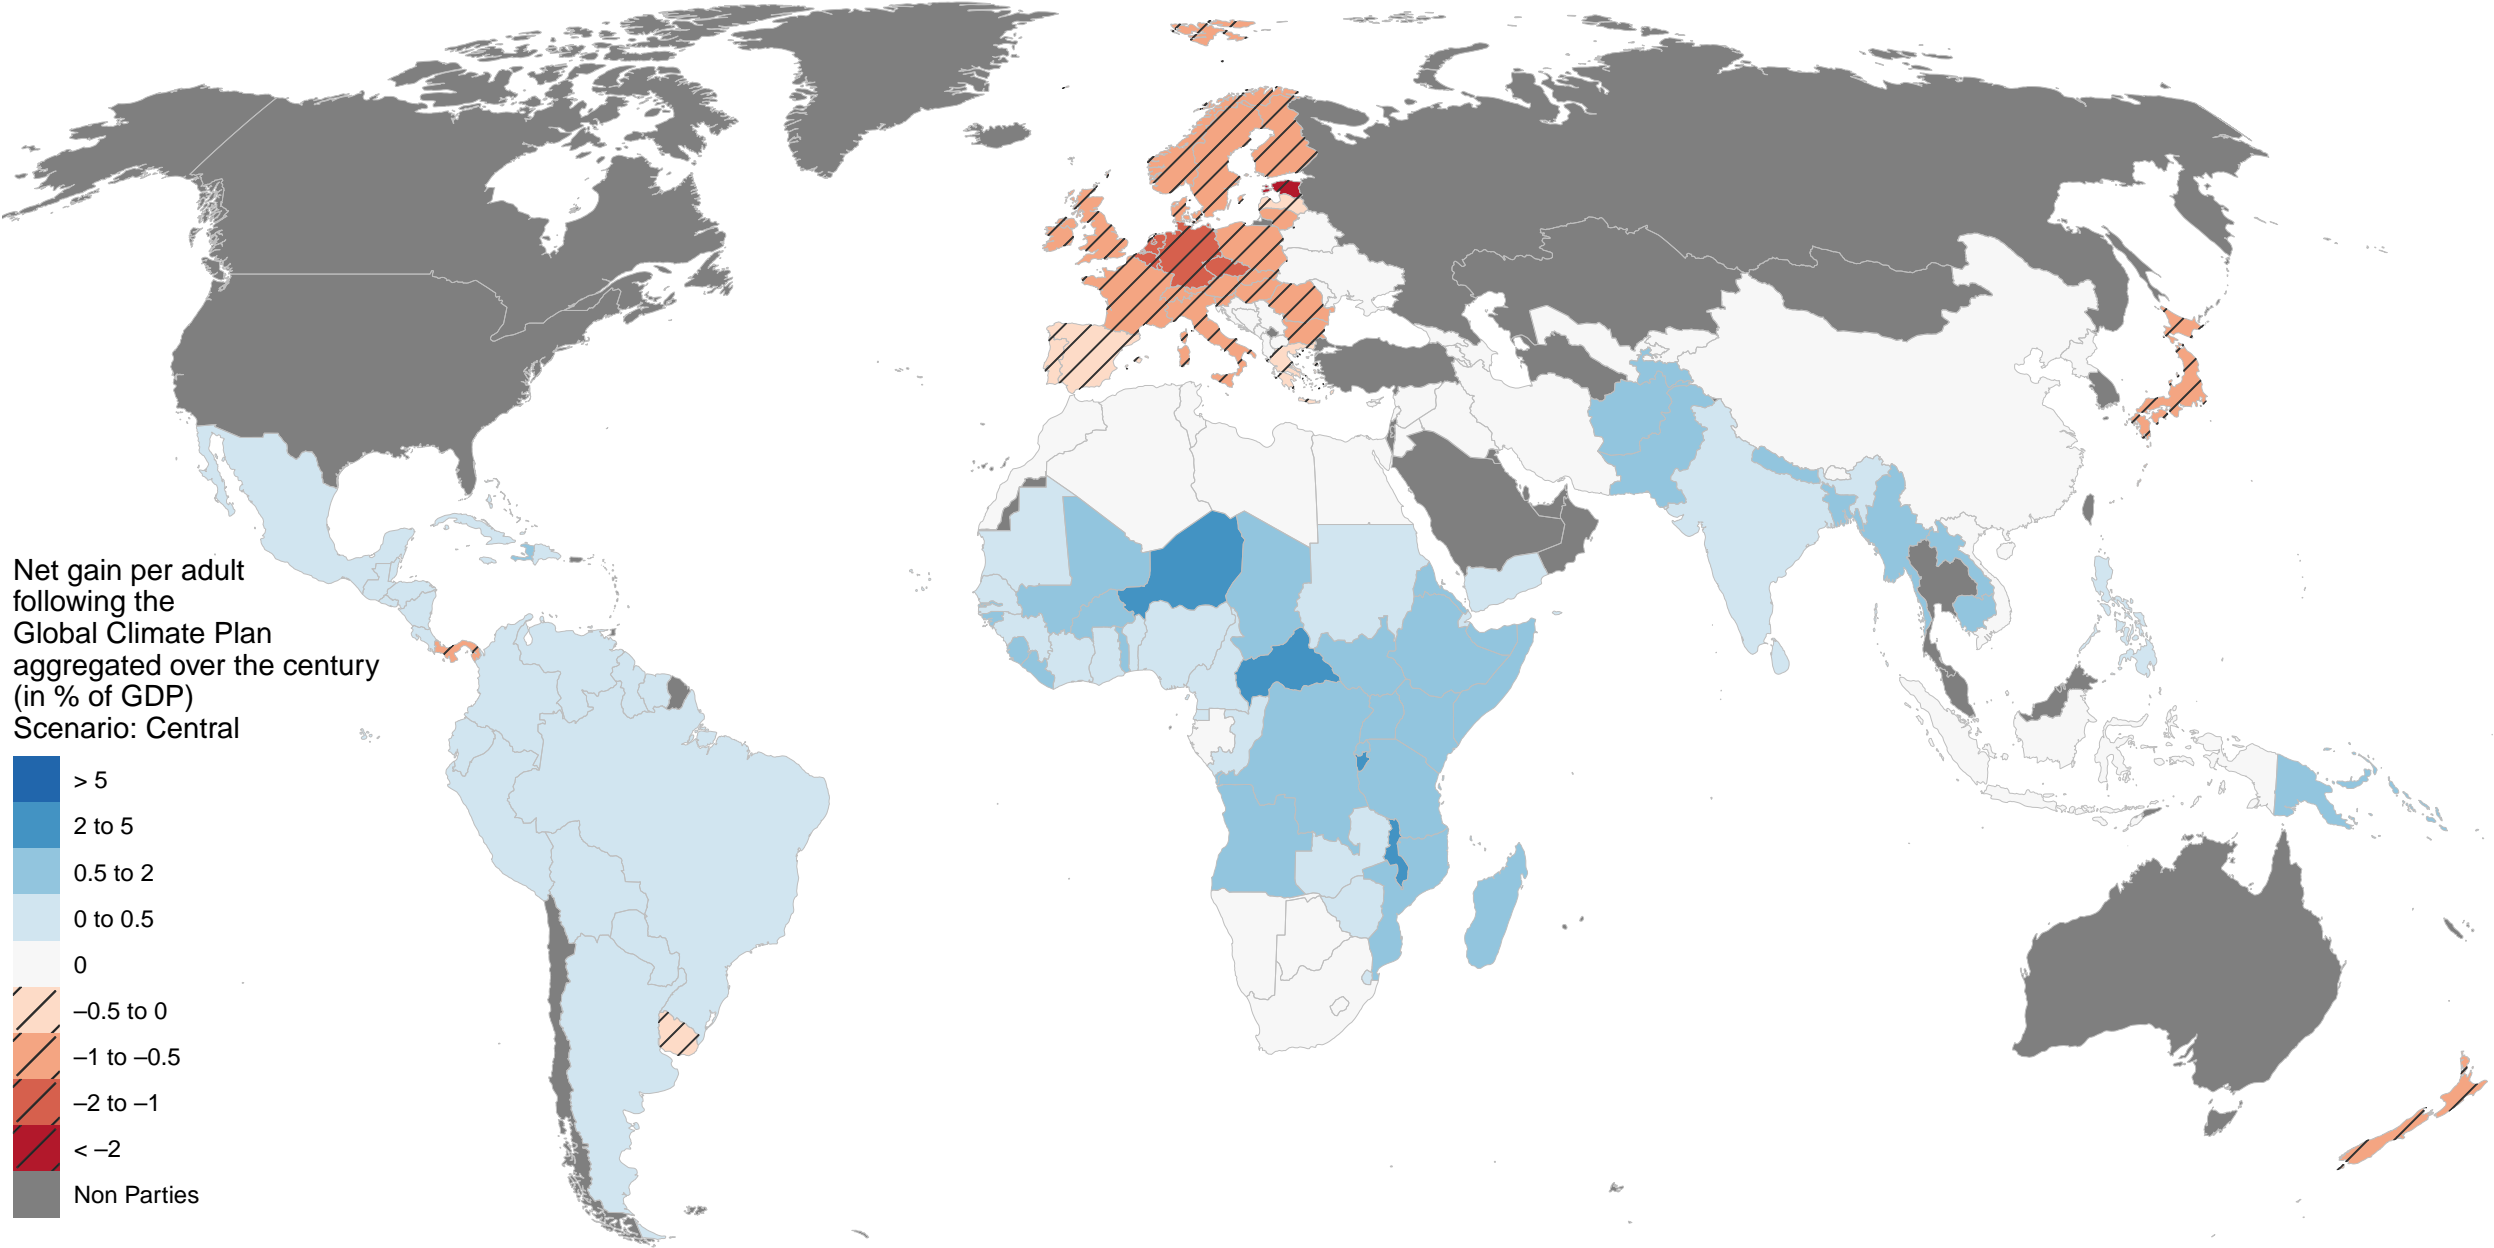 Net gain per adult
following the
Global Climate Plan
aggregated over the century
(in % of GDP)
Scenario: Central
> 5
2 to 5
0.5 to 2
0 to 0.5
0
–0.5 to 0
–1 to –0.5
–2 to –1
< –2
Non Parties